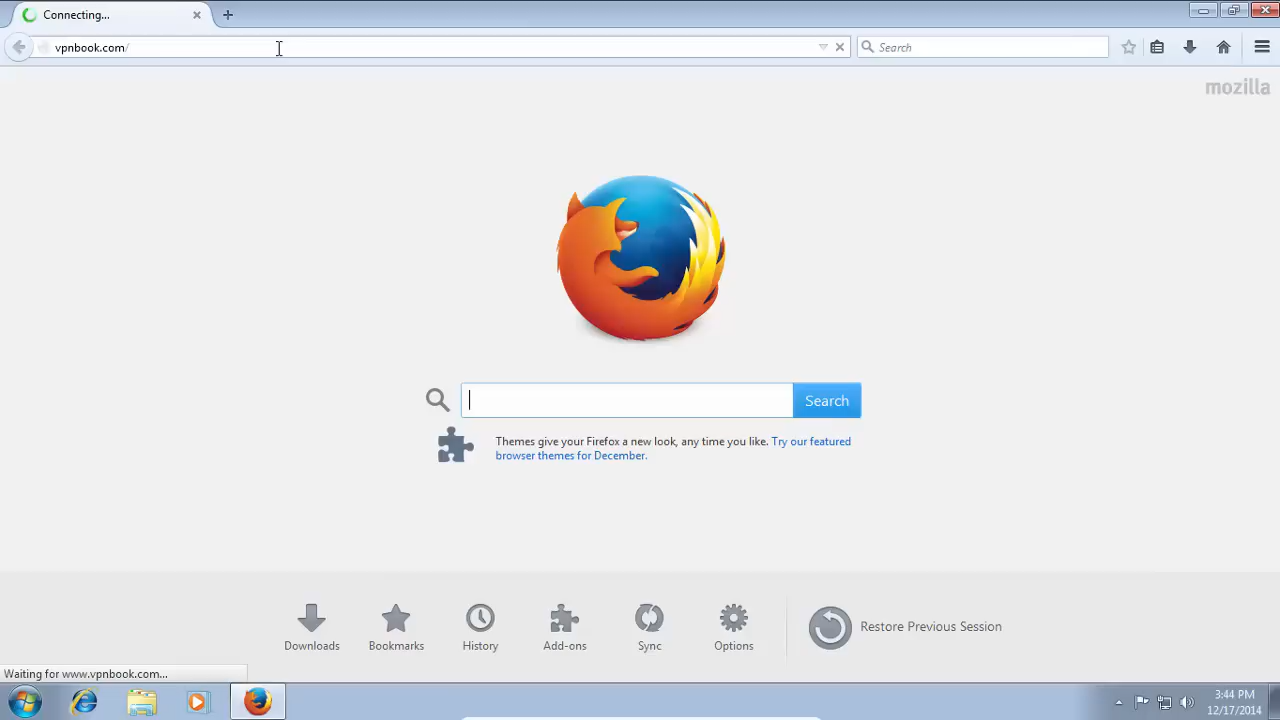 Connecting...
vpnbook.com/
Search
mozilla
Search
Themes give your Firefox a new look, any time you like. Try our featured
browser themes for December.
Downloads
Bookmarks
History
Add-ons
Sync
Options
Restore Previous Session
Waiting for www.vpnbook.com...
3:44 PM
12/17/2014